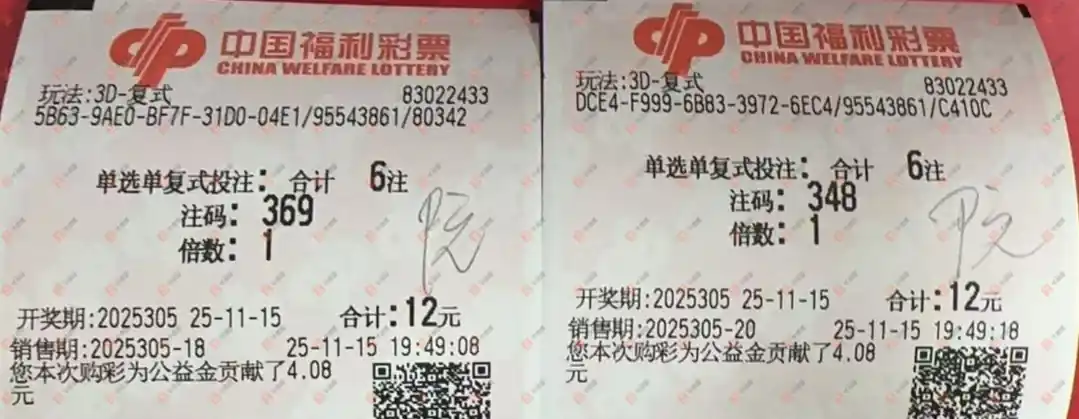 中国福利彩票
CHINA WELFARE LOTTERY
玩法:3D-复式 83022433
5B63-9AE0-BF7F-31D0-04E1/95543861/80342
单选单复式投注: 合计 6注
注码: 369
倍数: 1
开奖期:2025305 25-11-15 合计:12元
销售期:2025305-18 25-11-15 19:49:08
您本次购彩为公益金贡献了4.08
元
中国福利彩票
CHINA WELFARE LOTTERY
玩法:3D-复式 83022433
DCE4-F999-6B83-3972-6EC4/95543861/C410C
单选单复式投注: 合计 6注
注码: 348
倍数: 1
开奖期:2025305 25-11-15 合计:12元
销售期:2025305-20 25-11-15 19:49:18
您本次购彩为公益金贡献了4.08
元